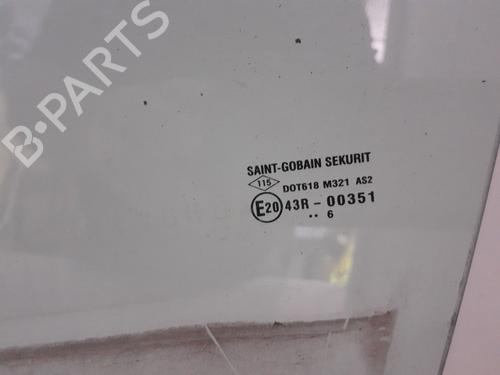 B-PARTS
SAINT-GOBAIN SEKURIT
115 DOT618 M321 AS2
E20 43R - 00351
.. 6